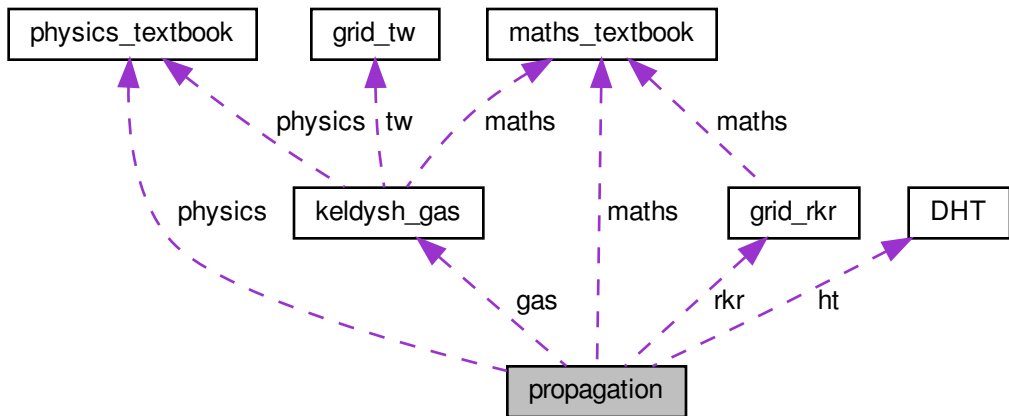 physics_textbook
grid_tw
maths_textbook
physics
tw
maths
maths
physics
keldysh_gas
maths
grid_rkr
DHT
gas
rkr
ht
propagation